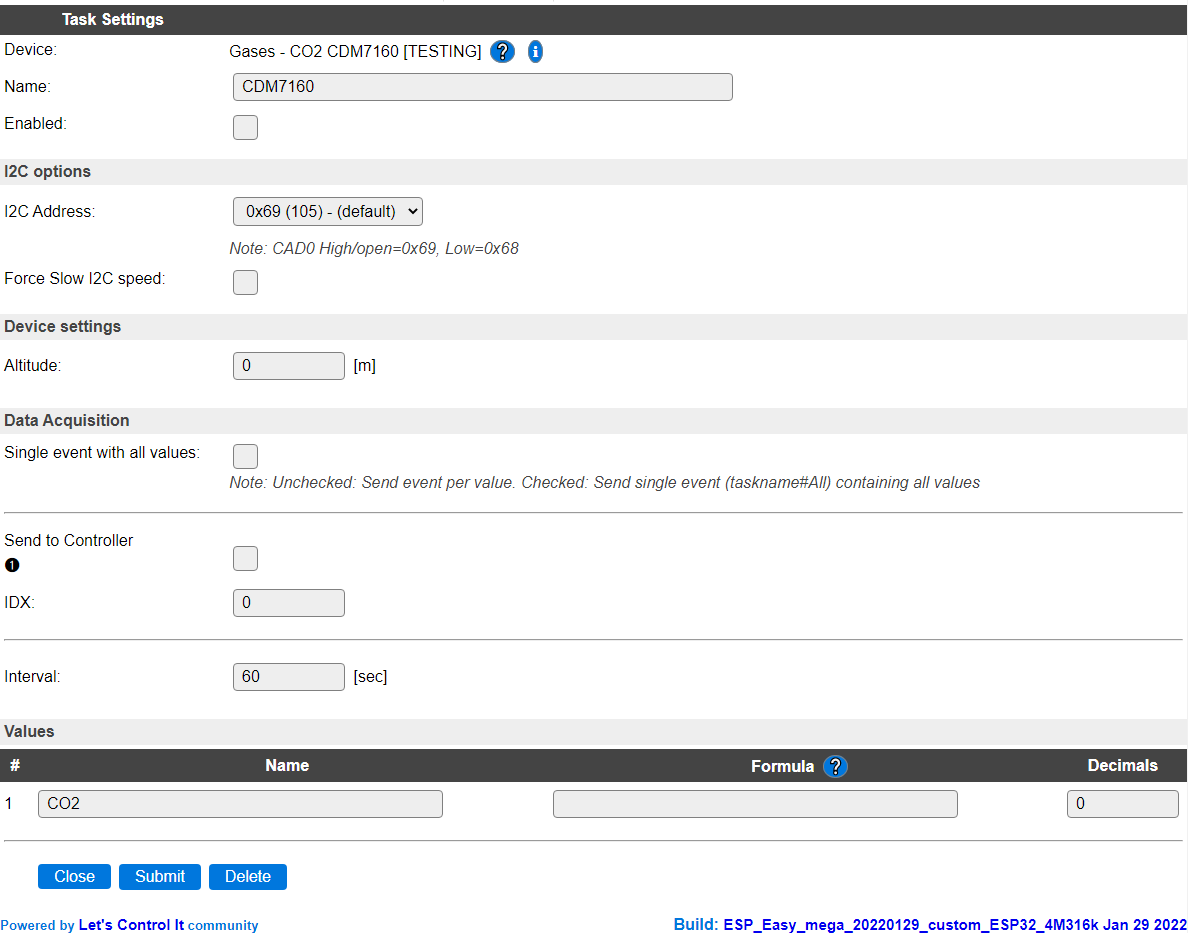 Task Settings
Device: Gases - CO2 CDM7160 [TESTING] ? i
Name: CDM7160
Enabled:
I2C options
I2C Address: 0x69 (105) - (default)
Note: CAD0 High/open=0x69, Low=0x68
Force Slow I2C speed:
Device settings
Altitude: 0 [m]
Data Acquisition
Single event with all values:
Note: Unchecked: Send event per value. Checked: Send single event (taskname#All) containing all values
Send to Controller
❶
IDX: 0
Interval: 60 [sec]
Values
# Name Formula ? Decimals
1 CO2 0
Close Submit Delete
Powered by Let's Control It community Build: ESP_Easy_mega_20220129_custom_ESP32_4M316k Jan 29 2022